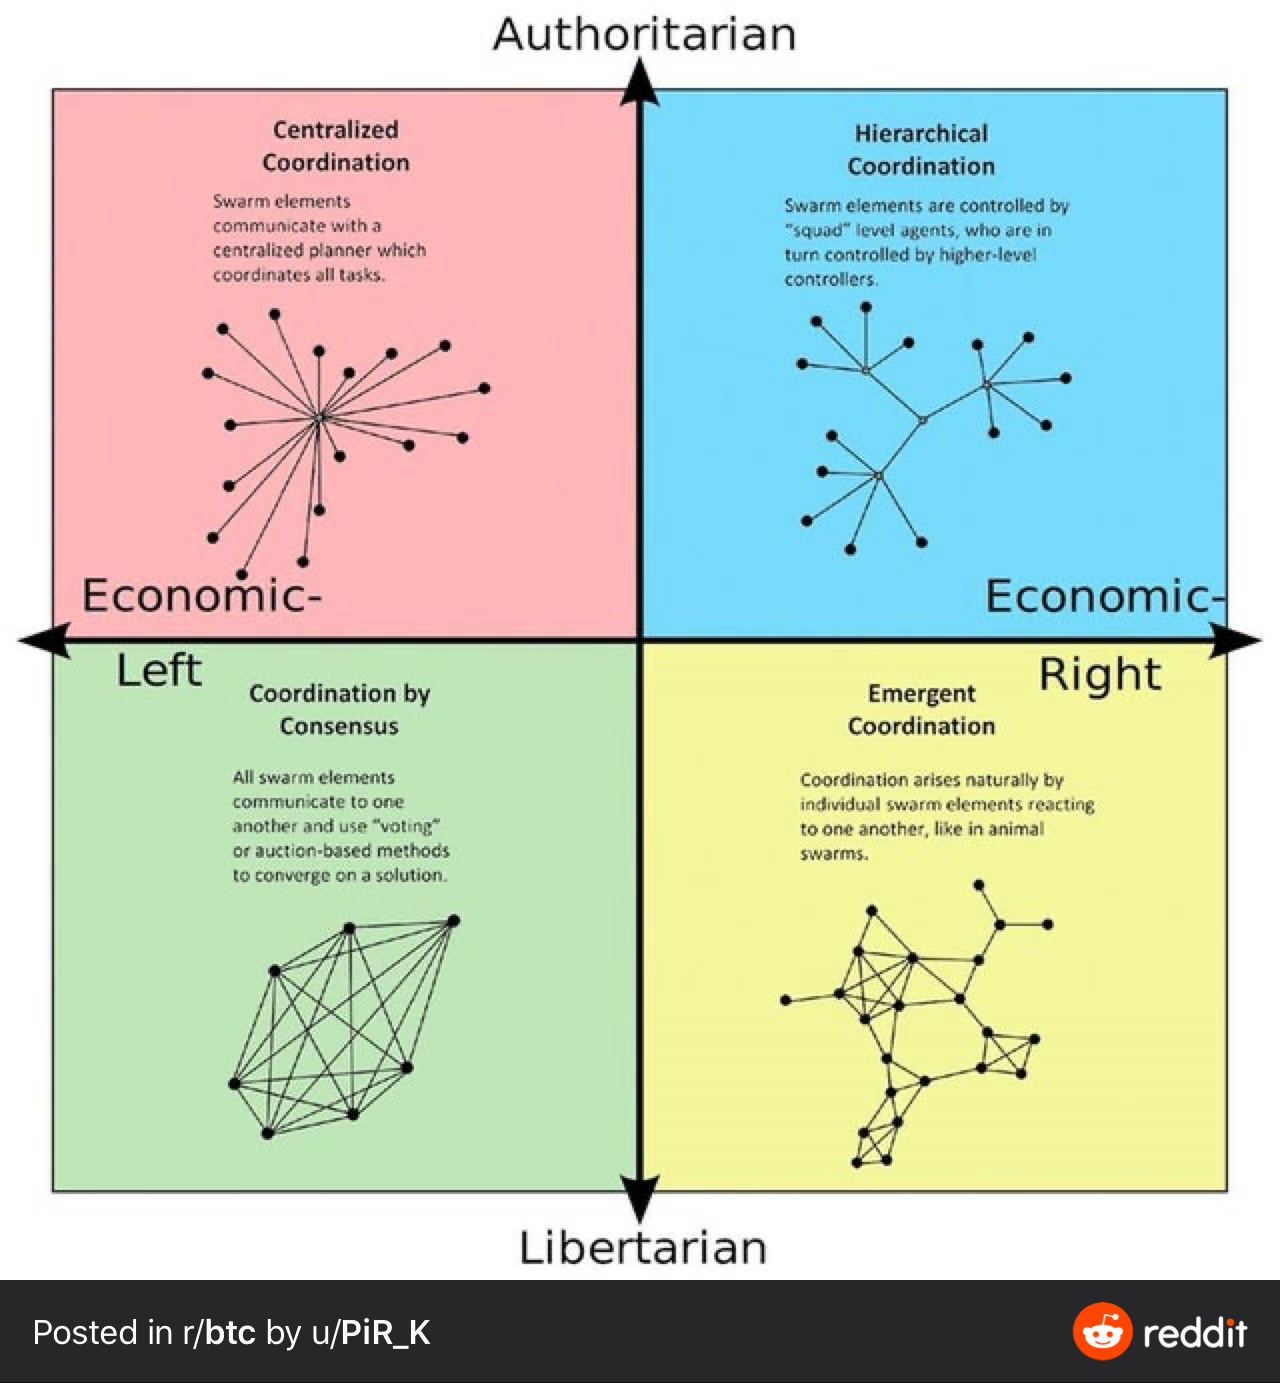 Authoritarian
Centralized
Coordination
Swarm elements
communicate with a
centralized planner which
coordinates all tasks.
Hierarchical
Coordination
Swarm elements are controlled by
"squad" level agents, who are in
turn controlled by higher-level
controllers.
Economic-
Left
Economic-
Right
Coordination by
Consensus
All swarm elements
communicate to one
another and use "voting"
or auction-based methods
to converge on a solution.
Emergent
Coordination
Coordination arises naturally by
individual swarm elements reacting
to one another, like in animal
swarms.
Libertarian
Posted in r/btc by u/PiR_K
reddit